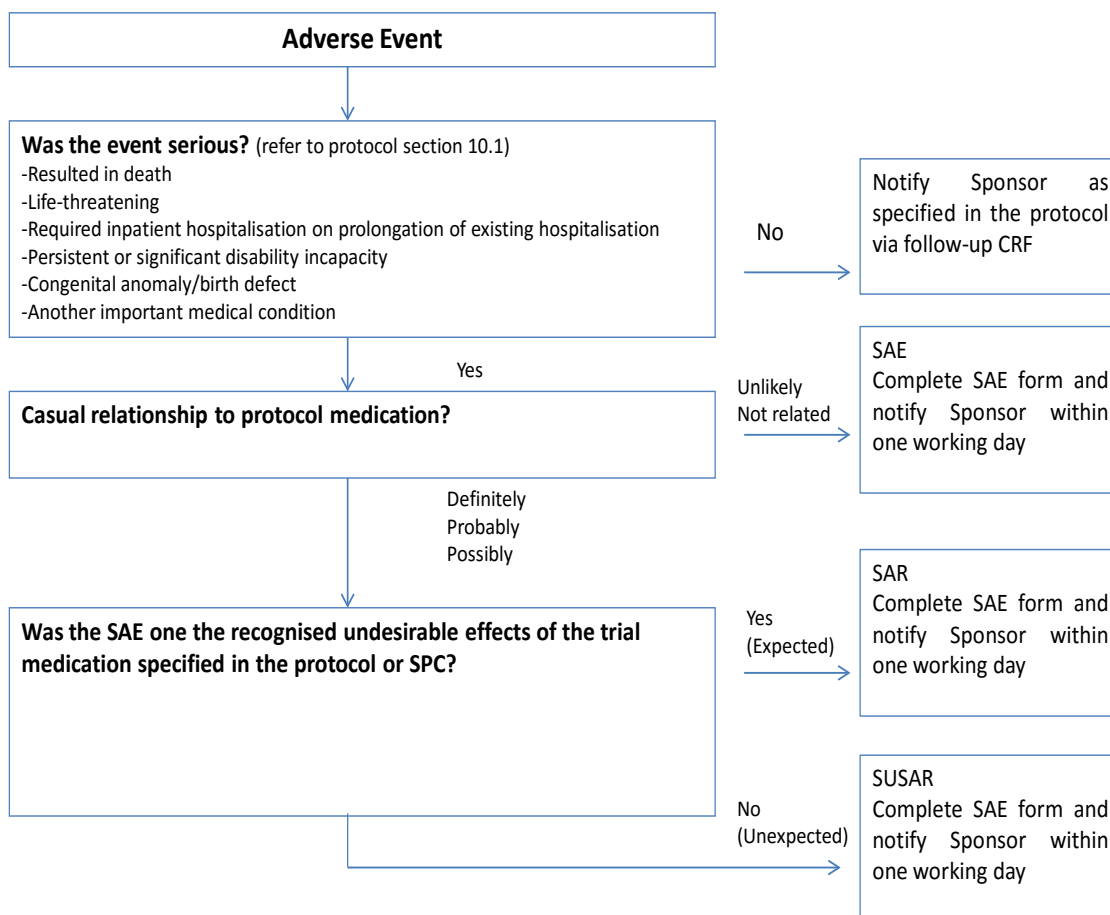 Adverse Event
Was the event serious? (refer to protocol section 10.1)
-Resulted in death
-Life-threatening
-Required inpatient hospitalisation on prolongation of existing hospitalisation
-Persistent or significant disability incapacity
-Congenital anomaly/birth defect
-Another important medical condition
No
Notify Sponsor as
specified in the protocol
via follow-up CRF
Yes
Casual relationship to protocol medication?
Unlikely
Not related
SAE
Complete SAE form and
notify Sponsor within
one working day
Definitely
Probably
Possibly
Was the SAE one the recognised undesirable effects of the trial
medication specified in the protocol or SPC?
Yes
(Expected)
SAR
Complete SAE form and
notify Sponsor within
one working day
No
(Unexpected)
SUSAR
Complete SAE form and
notify Sponsor within
one working day